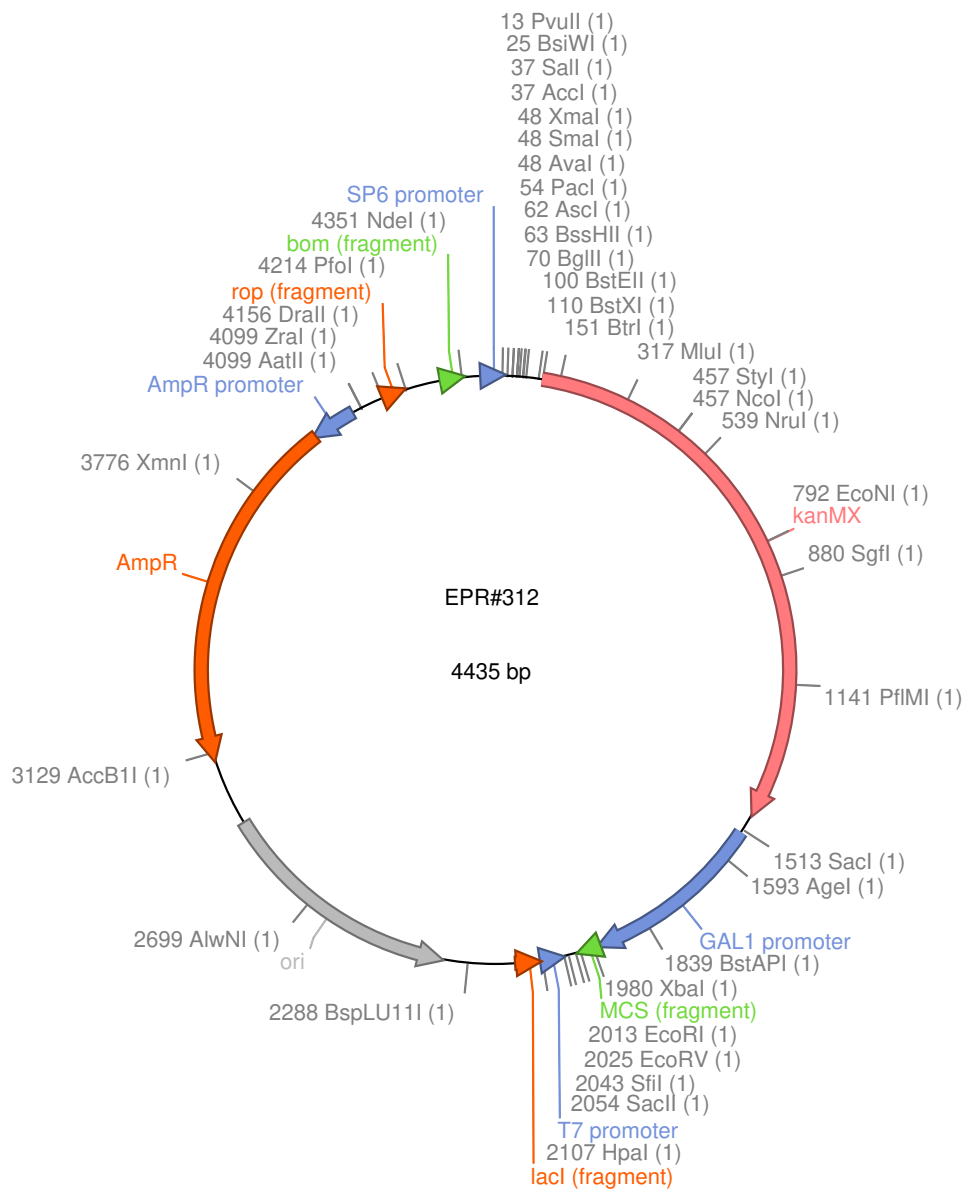 13 PvuII (1)
25 BsiWI (1)
37 SalI (1)
37 AccI (1)
48 XmaI (1)
48 SmaI (1)
48 AvaI (1)
54 PacI (1)
62 AscI (1)
63 BssHII (1)
70 BglII (1)
100 BstEII (1)
110 BstXI (1)
151 BtrI (1)
317 MluI (1)
457 StyI (1)
457 NcoI (1)
539 NruI (1)
792 EcoNI (1)
kanMX
880 SgfI (1)
1141 PflMI (1)
1513 SacI (1)
1593 AgeI (1)
GAL1 promoter
1839 BstAPI (1)
1980 XbaI (1)
MCS (fragment)
2013 EcoRI (1)
2025 EcoRV (1)
2043 SfiI (1)
2054 SacII (1)
T7 promoter
2107 HpaI (1)
lacI (fragment)
2288 BspLU11I (1)
ori
2699 AlwNI (1)
3129 AccB1I (1)
AmpR
3776 XmnI (1)
AmpR promoter
4099 AatII (1)
4099 ZraI (1)
4156 DraII (1)
rop (fragment)
4214 PfoI (1)
bom (fragment)
4351 NdeI (1)
SP6 promoter
EPR#312
4435 bp